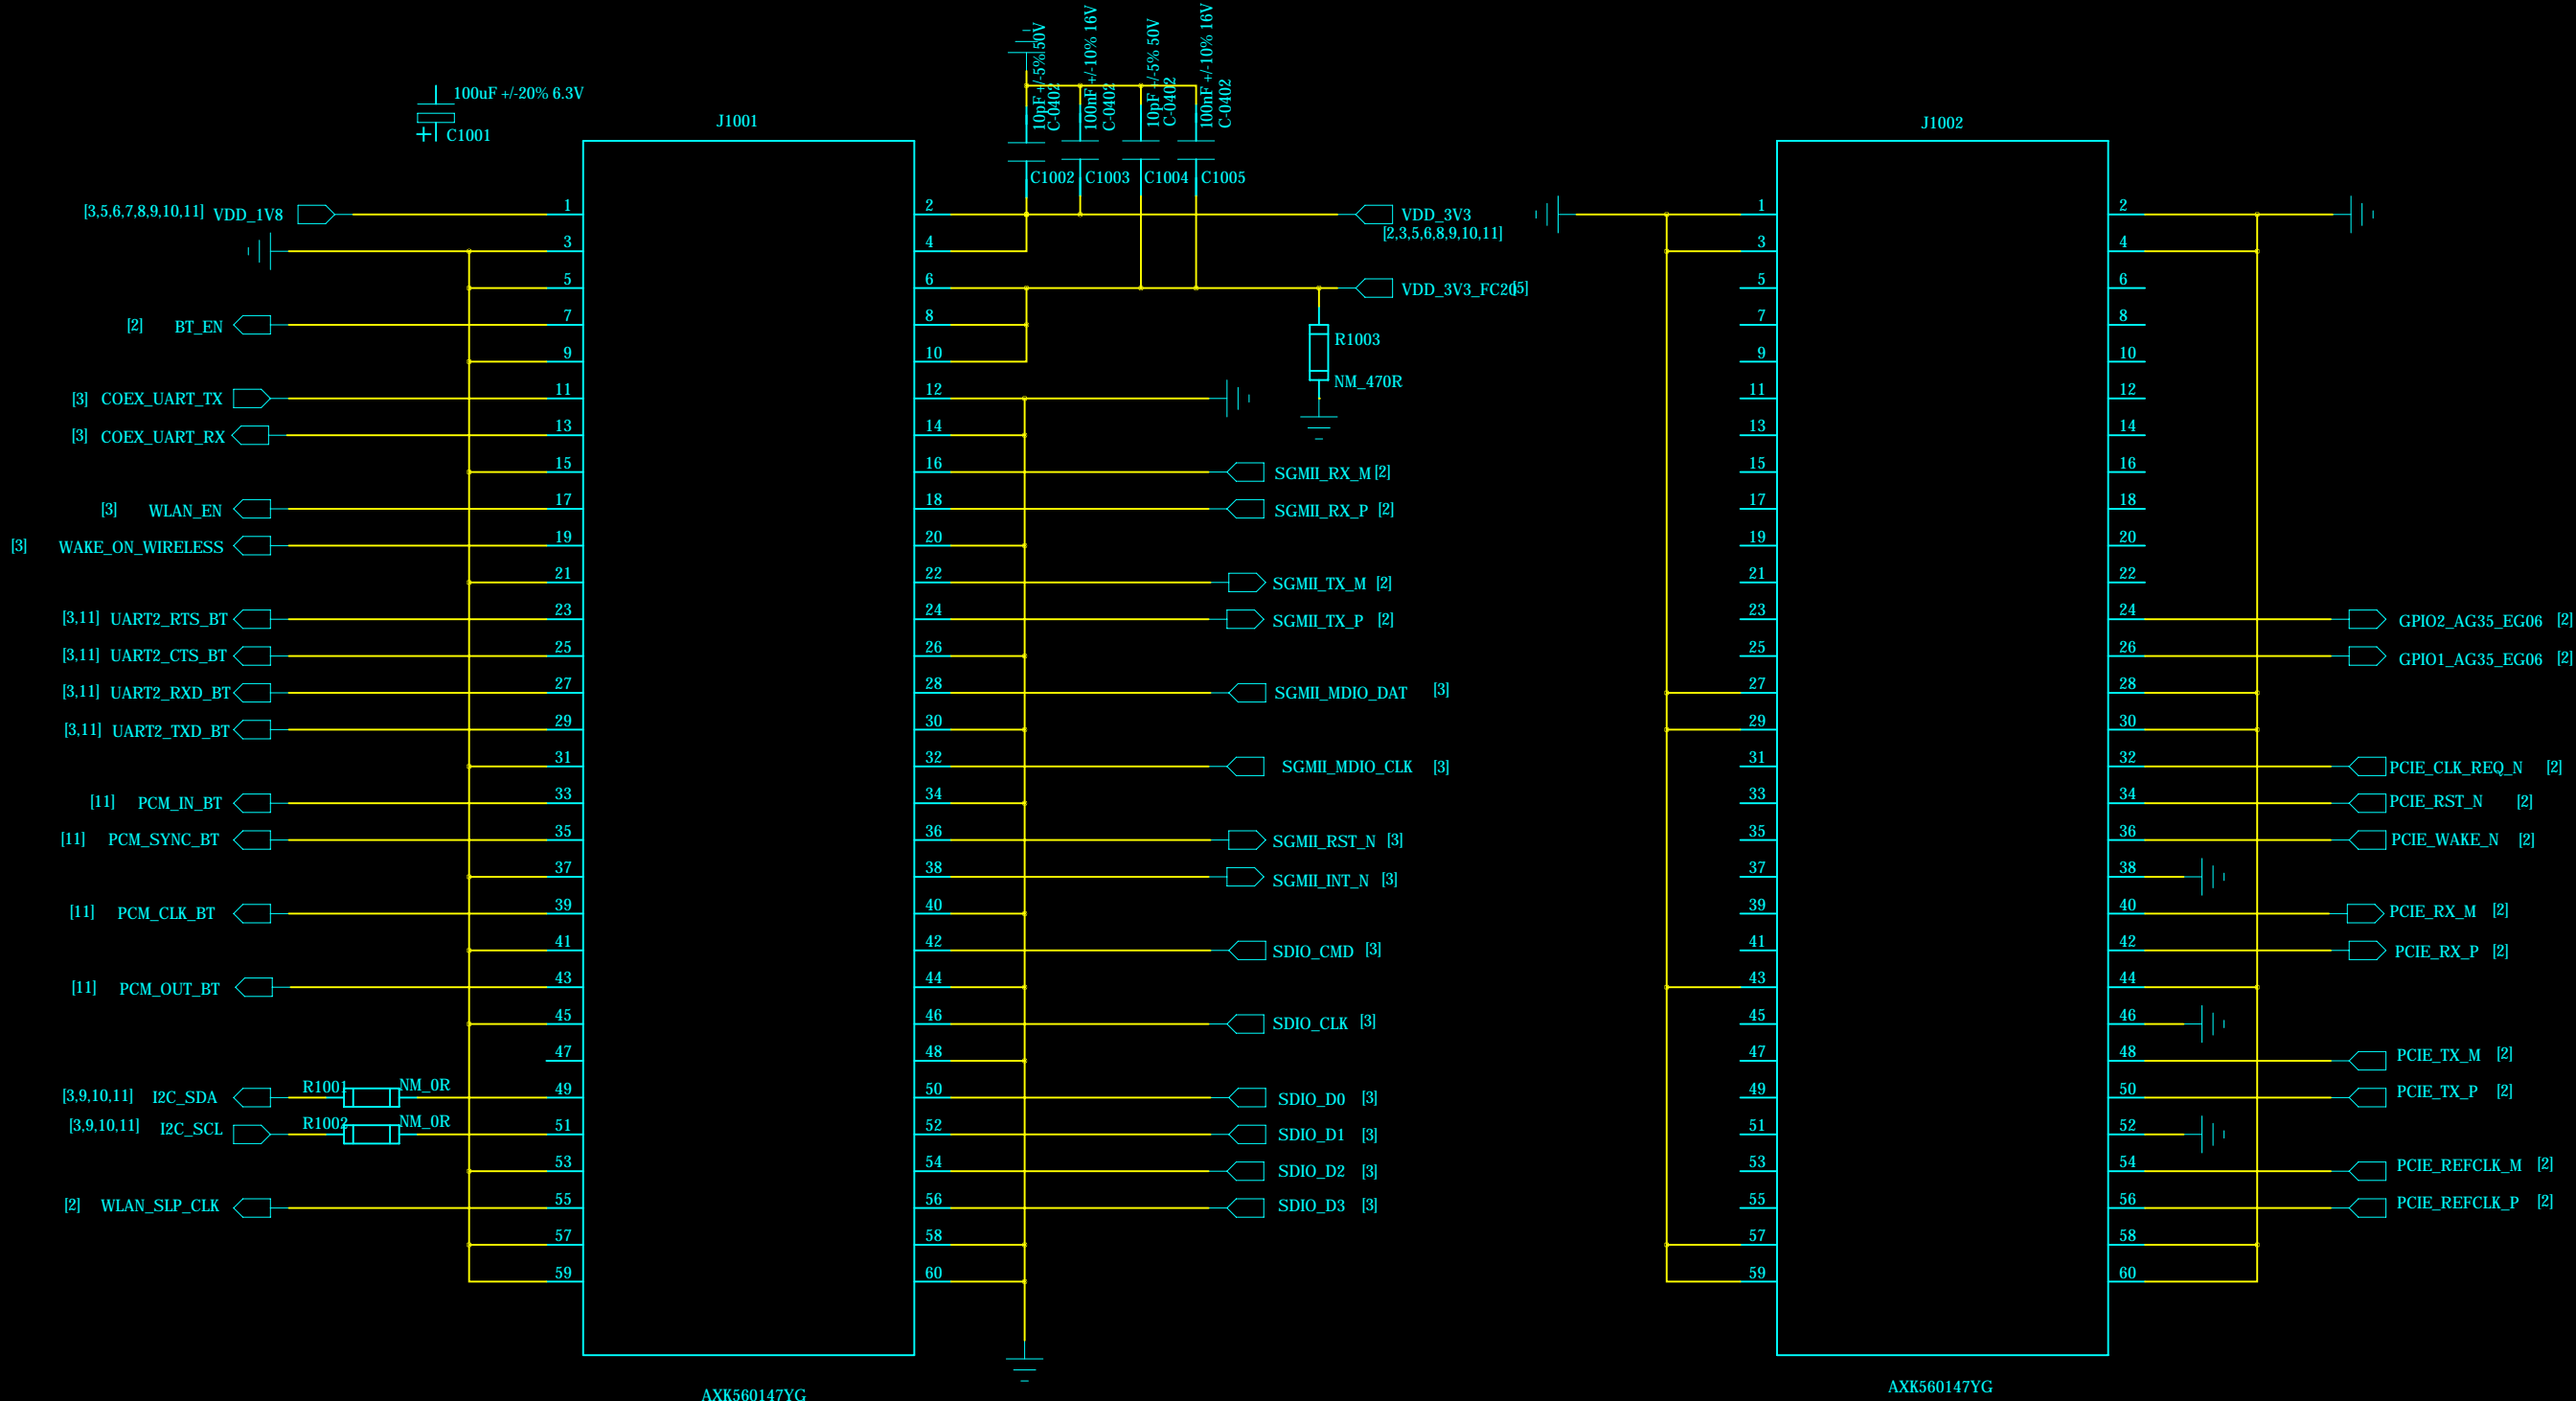 100uF +/-20% 6.3V
C1001
10pF +/-5% 50V
C-0402
100nF +/-10% 16V
C-0402
10pF +/-5% 50V
C-0402
100nF +/-10% 16V
C-0402
C1002 C1003 C1004 C1005
J1001
[3,5,6,7,8,9,10,11] VDD_1V8 1
3
5
[2] BT_EN 7
9
[3] COEX_UART_TX 11
[3] COEX_UART_RX 13
15
[3] WLAN_EN 17
[3] WAKE_ON_WIRELESS 19
21
[3,11] UART2_RTS_BT 23
[3,11] UART2_CTS_BT 25
[3,11] UART2_RXD_BT 27
[3,11] UART2_TXD_BT 29
31
[11] PCM_IN_BT 33
[11] PCM_SYNC_BT 35
37
[11] PCM_CLK_BT 39
41
[11] PCM_OUT_BT 43
45
47
[3,9,10,11] I2C_SDA R1001 NM_0R 49
[3,9,10,11] I2C_SCL R1002 NM_0R 51
53
[2] WLAN_SLP_CLK 55
57
59
2 VDD_3V3
[2,3,5,6,8,9,10,11]
4
6 VDD_3V3_FC20 [5]
8
R1003
10
NM_470R
12
14
16 SGMII_RX_M [2]
18 SGMII_RX_P [2]
20
22 SGMII_TX_M [2]
24 SGMII_TX_P [2]
26
28 SGMII_MDIO_DAT [3]
30
32 SGMII_MDIO_CLK [3]
34
36 SGMII_RST_N [3]
38 SGMII_INT_N [3]
40
42 SDIO_CMD [3]
44
46 SDIO_CLK [3]
48
50 SDIO_D0 [3]
52 SDIO_D1 [3]
54 SDIO_D2 [3]
56 SDIO_D3 [3]
58
60
AXK560147YG
J1002
1
3
5
7
9
11
13
15
17
19
21
23
25
27
29
31
33
35
37
39
41
43
45
47
49
51
53
55
57
59
2
4
6
8
10
12
14
16
18
20
22
24 GPIO2_AG35_EG06 [2]
26 GPIO1_AG35_EG06 [2]
28
30
32 PCIE_CLK_REQ_N [2]
34 PCIE_RST_N [2]
36 PCIE_WAKE_N [2]
38
40 PCIE_RX_M [2]
42 PCIE_RX_P [2]
44
46
48 PCIE_TX_M [2]
50 PCIE_TX_P [2]
52
54 PCIE_REFCLK_M [2]
56 PCIE_REFCLK_P [2]
58
60
AXK560147YG